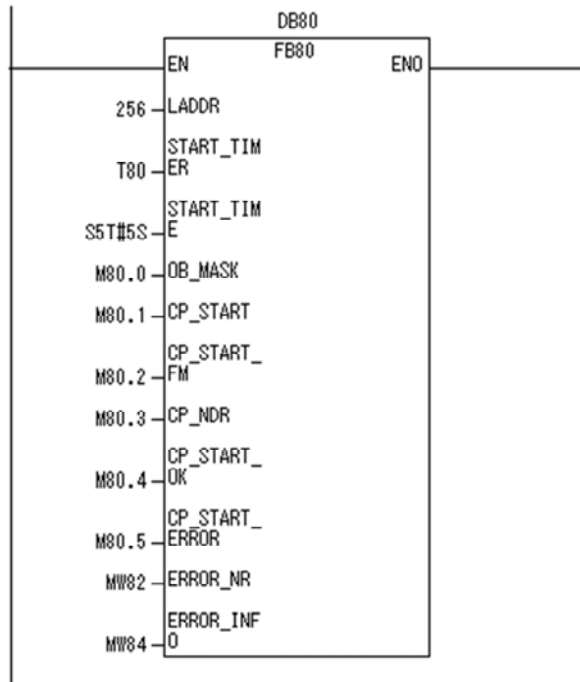 DB80
FB80
EN ENO
256 LADDR
START_TIM
T80 ER
START_TIM
S5T#5S E
M80.0 OB_MASK
M80.1 CP_START
CP_START_
M80.2 FM
M80.3 CP_NDR
CP_START_
M80.4 OK
CP_START_
M80.5 ERROR
MW82 ERROR_NR
ERROR_INF
MW84 O